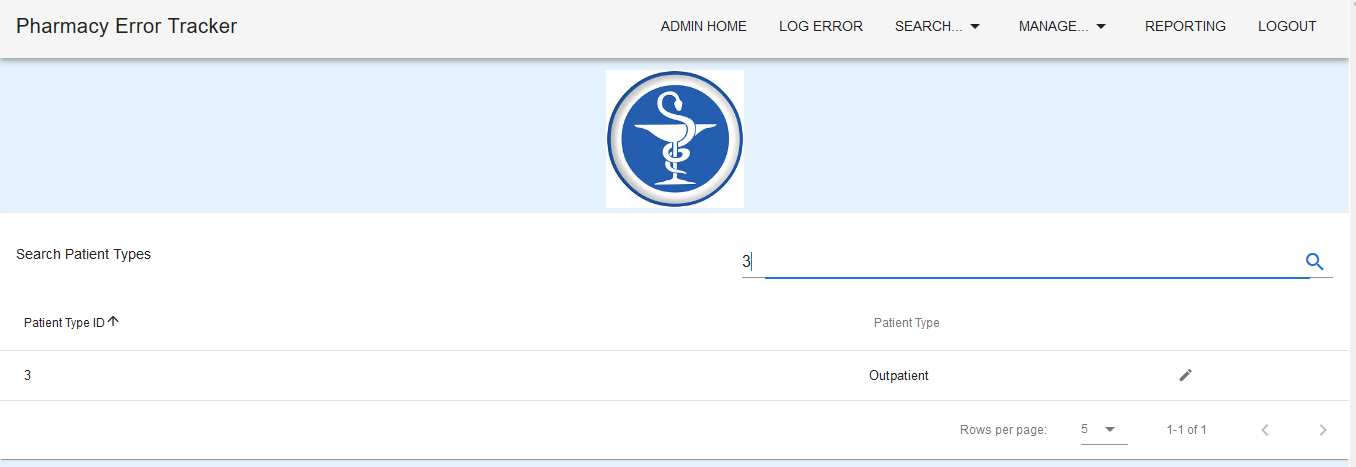 Pharmacy Error Tracker ADMIN HOME LOG ERROR SEARCH... MANAGE... REPORTING LOGOUT
Search Patient Types 3
Patient Type ID Patient Type
3 Outpatient
Rows per page: 5 1-1 of 1